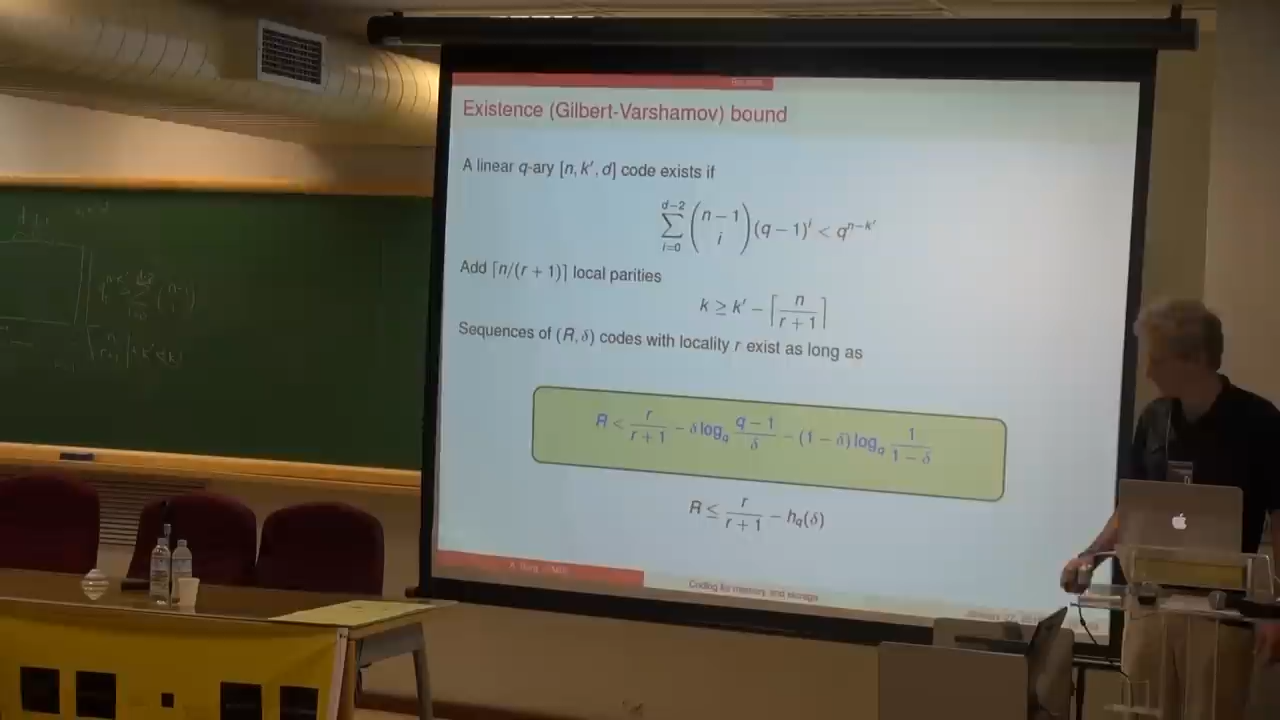 Existence (Gilbert-Varshamov) bound
A linear q-ary [n, k′, d] code exists if
∑_{i=0}^{d−2} \binom{n−1}{i} (q − 1)^i < q^{n−k′}
Add ⌈n/(r + 1)⌉ local parities
k ≥ k′ − ⌈n/(r + 1)⌉
Sequences of (R, δ) codes with locality r exist as long as
R < r/(r + 1) − δ log_q (q − 1)/δ − (1 − δ) log_q 1/(1 − δ)
R ≤ r/(r + 1) − h_q(δ)
Coding for memory and storage